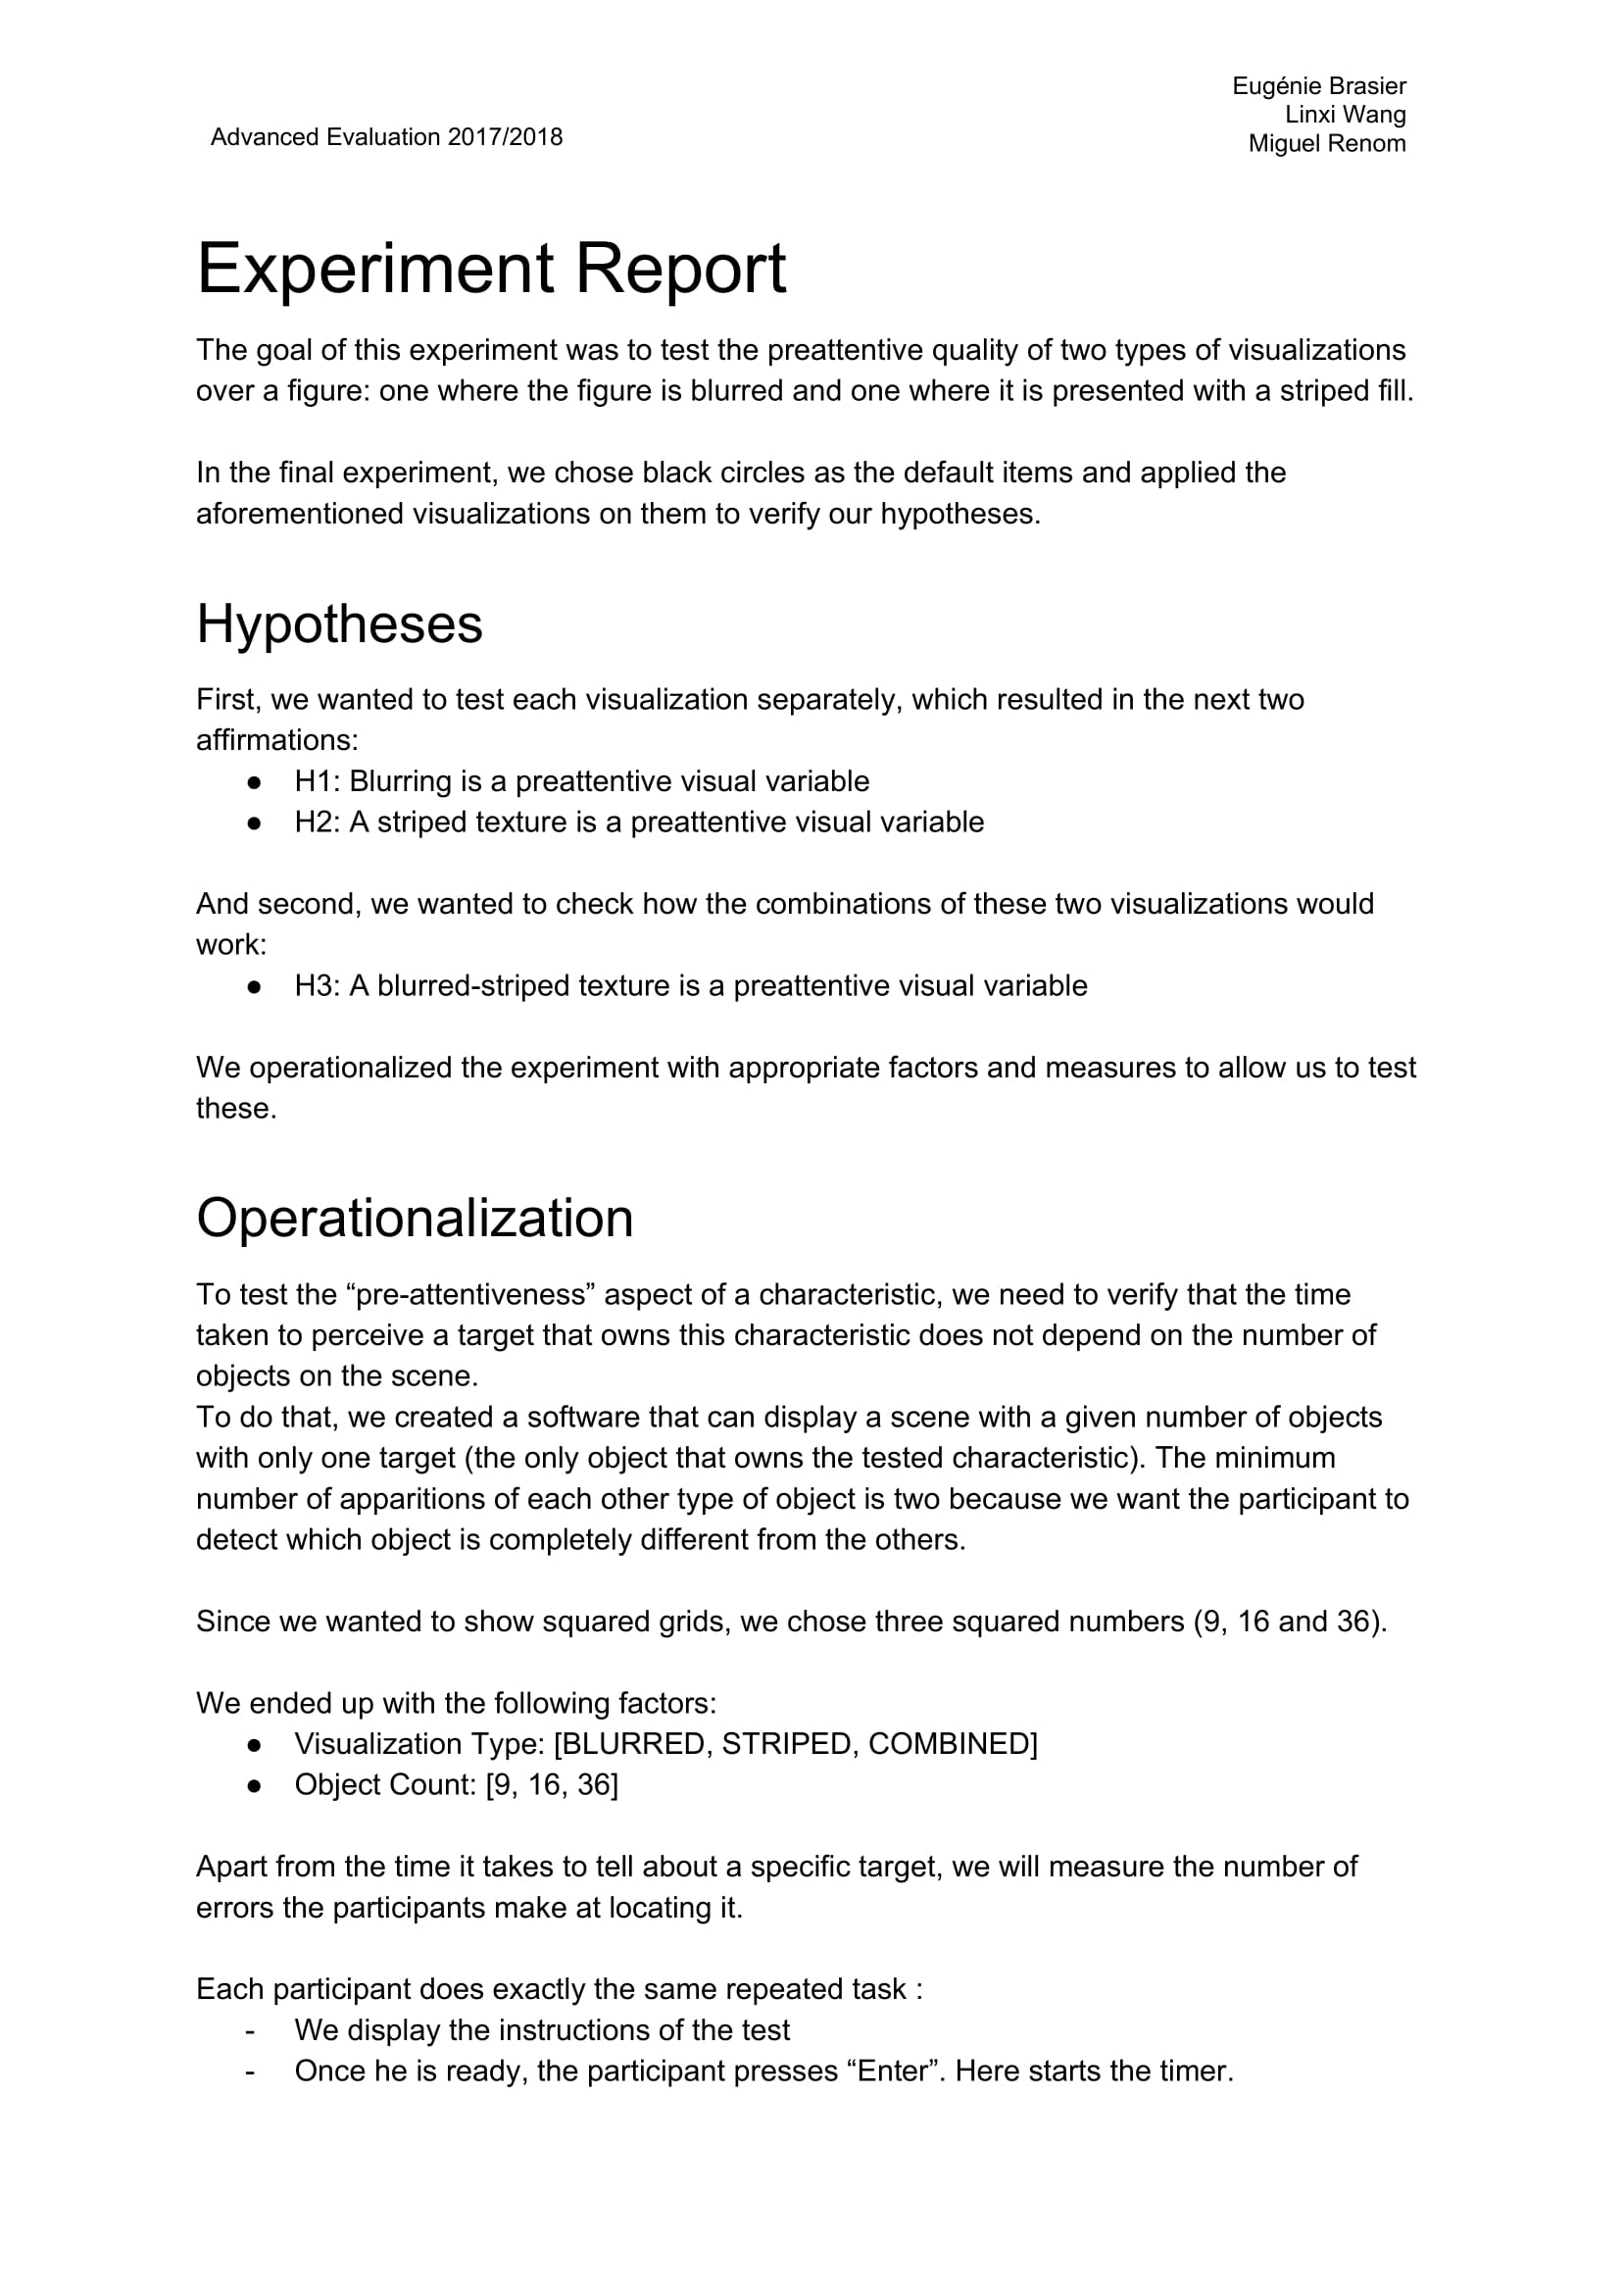 Eugénie Brasier
Linxi Wang
Advanced Evaluation 2017/2018
Miguel Renom
Experiment Report
The goal of this experiment was to test the preattentive quality of two types of visualizations
over a figure: one where the figure is blurred and one where it is presented with a striped fill.
In the final experiment, we chose black circles as the default items and applied the
aforementioned visualizations on them to verify our hypotheses.
Hypotheses
First, we wanted to test each visualization separately, which resulted in the next two
affirmations:
● H1: Blurring is a preattentive visual variable
● H2: A striped texture is a preattentive visual variable
And second, we wanted to check how the combinations of these two visualizations would
work:
● H3: A blurred-striped texture is a preattentive visual variable
We operationalized the experiment with appropriate factors and measures to allow us to test
these.
Operationalization
To test the “pre-attentiveness” aspect of a characteristic, we need to verify that the time
taken to perceive a target that owns this characteristic does not depend on the number of
objects on the scene.
To do that, we created a software that can display a scene with a given number of objects
with only one target (the only object that owns the tested characteristic). The minimum
number of apparitions of each other type of object is two because we want the participant to
detect which object is completely different from the others.
Since we wanted to show squared grids, we chose three squared numbers (9, 16 and 36).
We ended up with the following factors:
● Visualization Type: [BLURRED, STRIPED, COMBINED]
● Object Count: [9, 16, 36]
Apart from the time it takes to tell about a specific target, we will measure the number of
errors the participants make at locating it.
Each participant does exactly the same repeated task :
- We display the instructions of the test
- Once he is ready, the participant presses “Enter”. Here starts the timer.